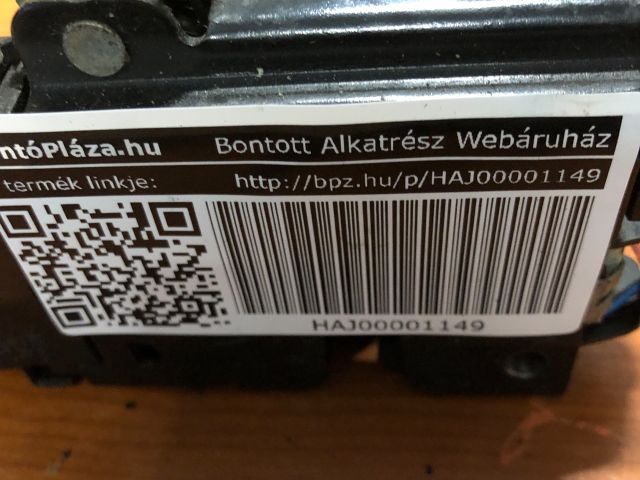 ntóPláza.hu Bontott Alkatrész Webáruház
termék linkje: http://bpz.hu/p/HAJ00001149
HAJ00001149